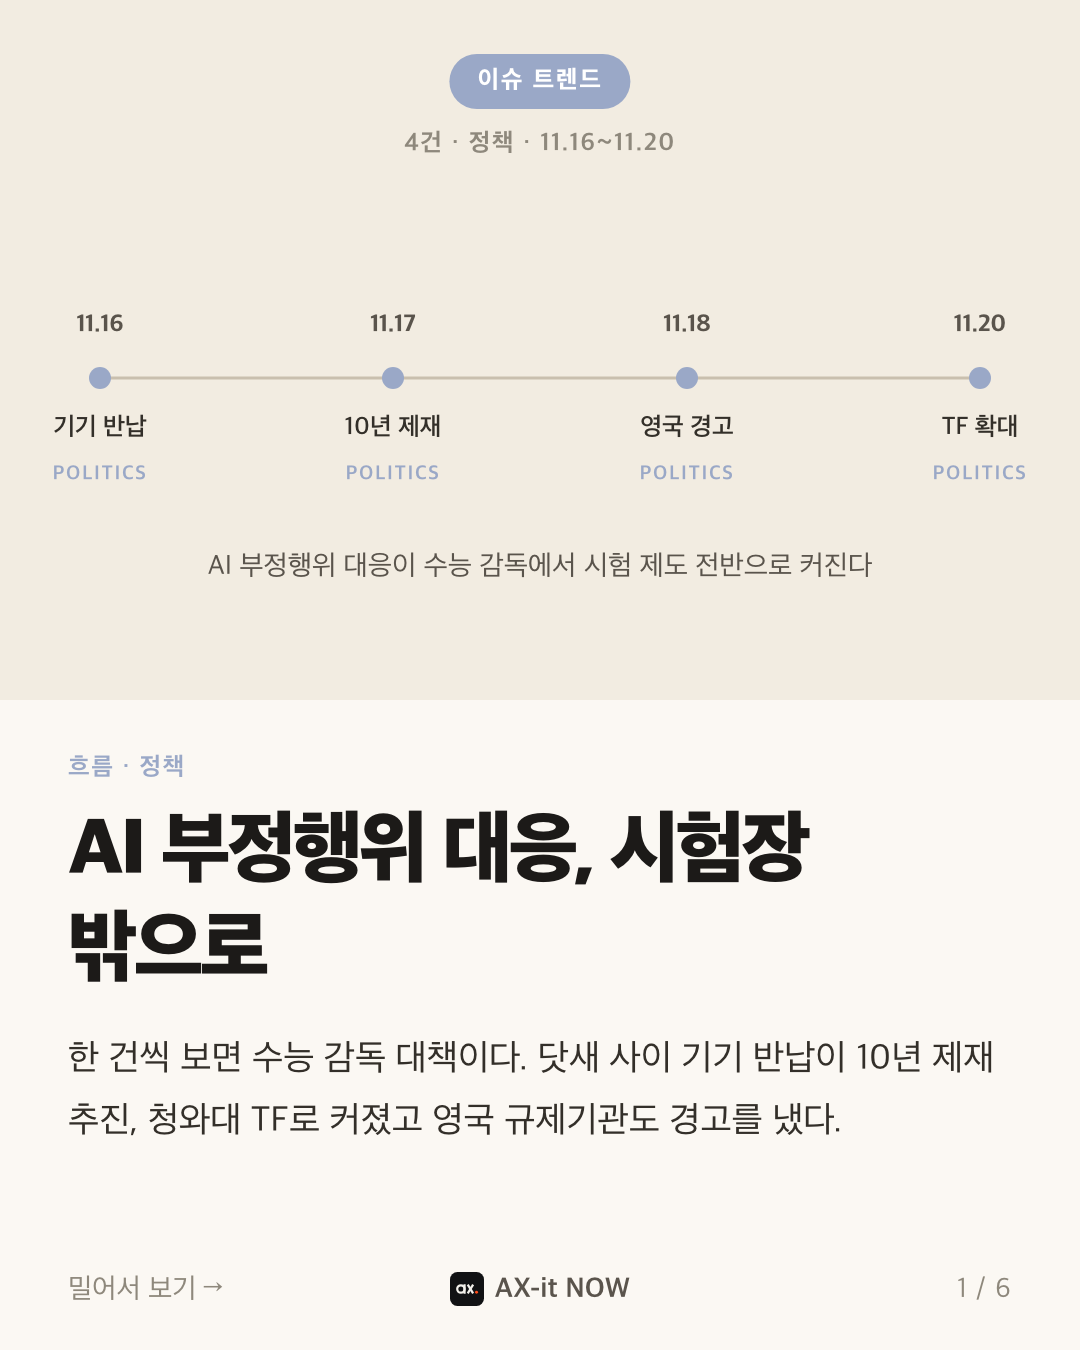 이슈 트렌드
4건 · 정책 · 11.16~11.20
11.16 11.17 11.18 11.20
기기 반납 10년 제재 영국 경고 TF 확대
POLITICS POLITICS POLITICS POLITICS
AI 부정행위 대응이 수능 감독에서 시험 제도 전반으로 커진다
흐름 · 정책
AI 부정행위 대응, 시험장
밖으로
한 건씩 보면 수능 감독 대책이다. 닷새 사이 기기 반납이 10년 제재
추진, 청와대 TF로 커졌고 영국 규제기관도 경고를 냈다.
밀어서 보기 → ax. AX-it NOW 1 / 6